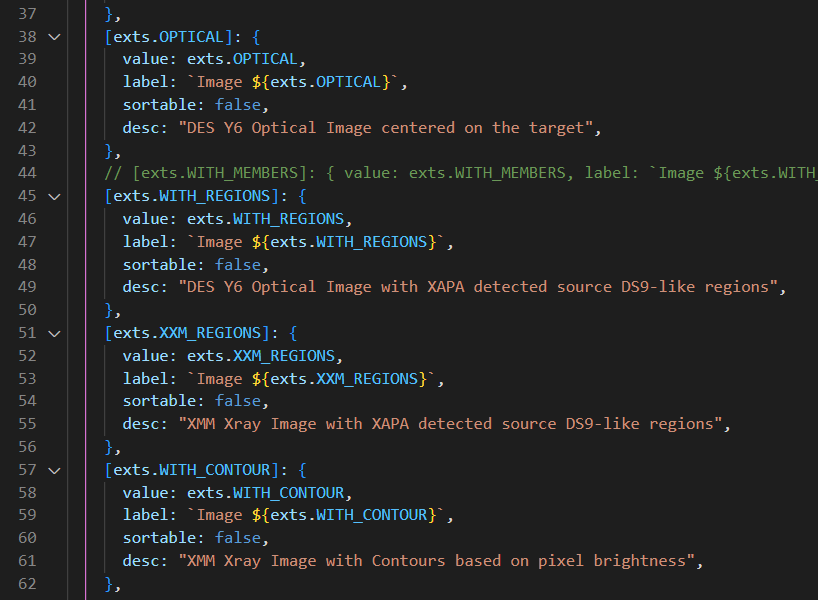 37 },
38 [exts.OPTICAL]: {
39 value: exts.OPTICAL,
40 label: `Image ${exts.OPTICAL}`,
41 sortable: false,
42 desc: "DES Y6 Optical Image centered on the target",
43 },
44 // [exts.WITH_MEMBERS]: { value: exts.WITH_MEMBERS, label: `Image ${exts.WITH_
45 [exts.WITH_REGIONS]: {
46 value: exts.WITH_REGIONS,
47 label: `Image ${exts.WITH_REGIONS}`,
48 sortable: false,
49 desc: "DES Y6 Optical Image with XAPA detected source DS9-like regions",
50 },
51 [exts.XXM_REGIONS]: {
52 value: exts.XXM_REGIONS,
53 label: `Image ${exts.XXM_REGIONS}`,
54 sortable: false,
55 desc: "XMM Xray Image with XAPA detected source DS9-like regions",
56 },
57 [exts.WITH_CONTOUR]: {
58 value: exts.WITH_CONTOUR,
59 label: `Image ${exts.WITH_CONTOUR}`,
60 sortable: false,
61 desc: "XMM Xray Image with Contours based on pixel brightness",
62 },